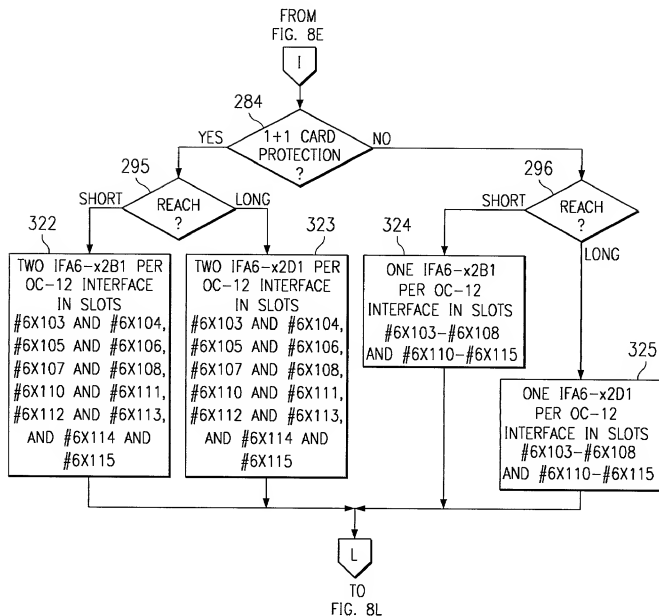 FROM
FIG. 8E
I
284
1+1 CARD
PROTECTION
?
YES
NO
295
REACH
?
SHORT
LONG
296
REACH
?
SHORT
LONG
322
TWO IFA6-x2B1 PER
OC-12 INTERFACE
IN SLOTS
#6X103 AND #6X104,
#6X105 AND #6X106,
#6X107 AND #6X108,
#6X110 AND #6X111,
#6X112 AND #6X113,
AND #6X114 AND
#6X115
323
TWO IFA6-x2D1 PER
OC-12 INTERFACE
IN SLOTS
#6X103 AND #6X104,
#6X105 AND #6X106,
#6X107 AND #6X108,
#6X110 AND #6X111,
#6X112 AND #6X113,
AND #6X114 AND
#6X115
324
ONE IFA6-x2B1
PER OC-12
INTERFACE IN SLOTS
#6X103-#6X108
AND #6X110-#6X115
325
ONE IFA6-x2D1
PER OC-12
INTERFACE IN SLOTS
#6X103-#6X108
AND #6X110-#6X115
L
TO
FIG. 8L